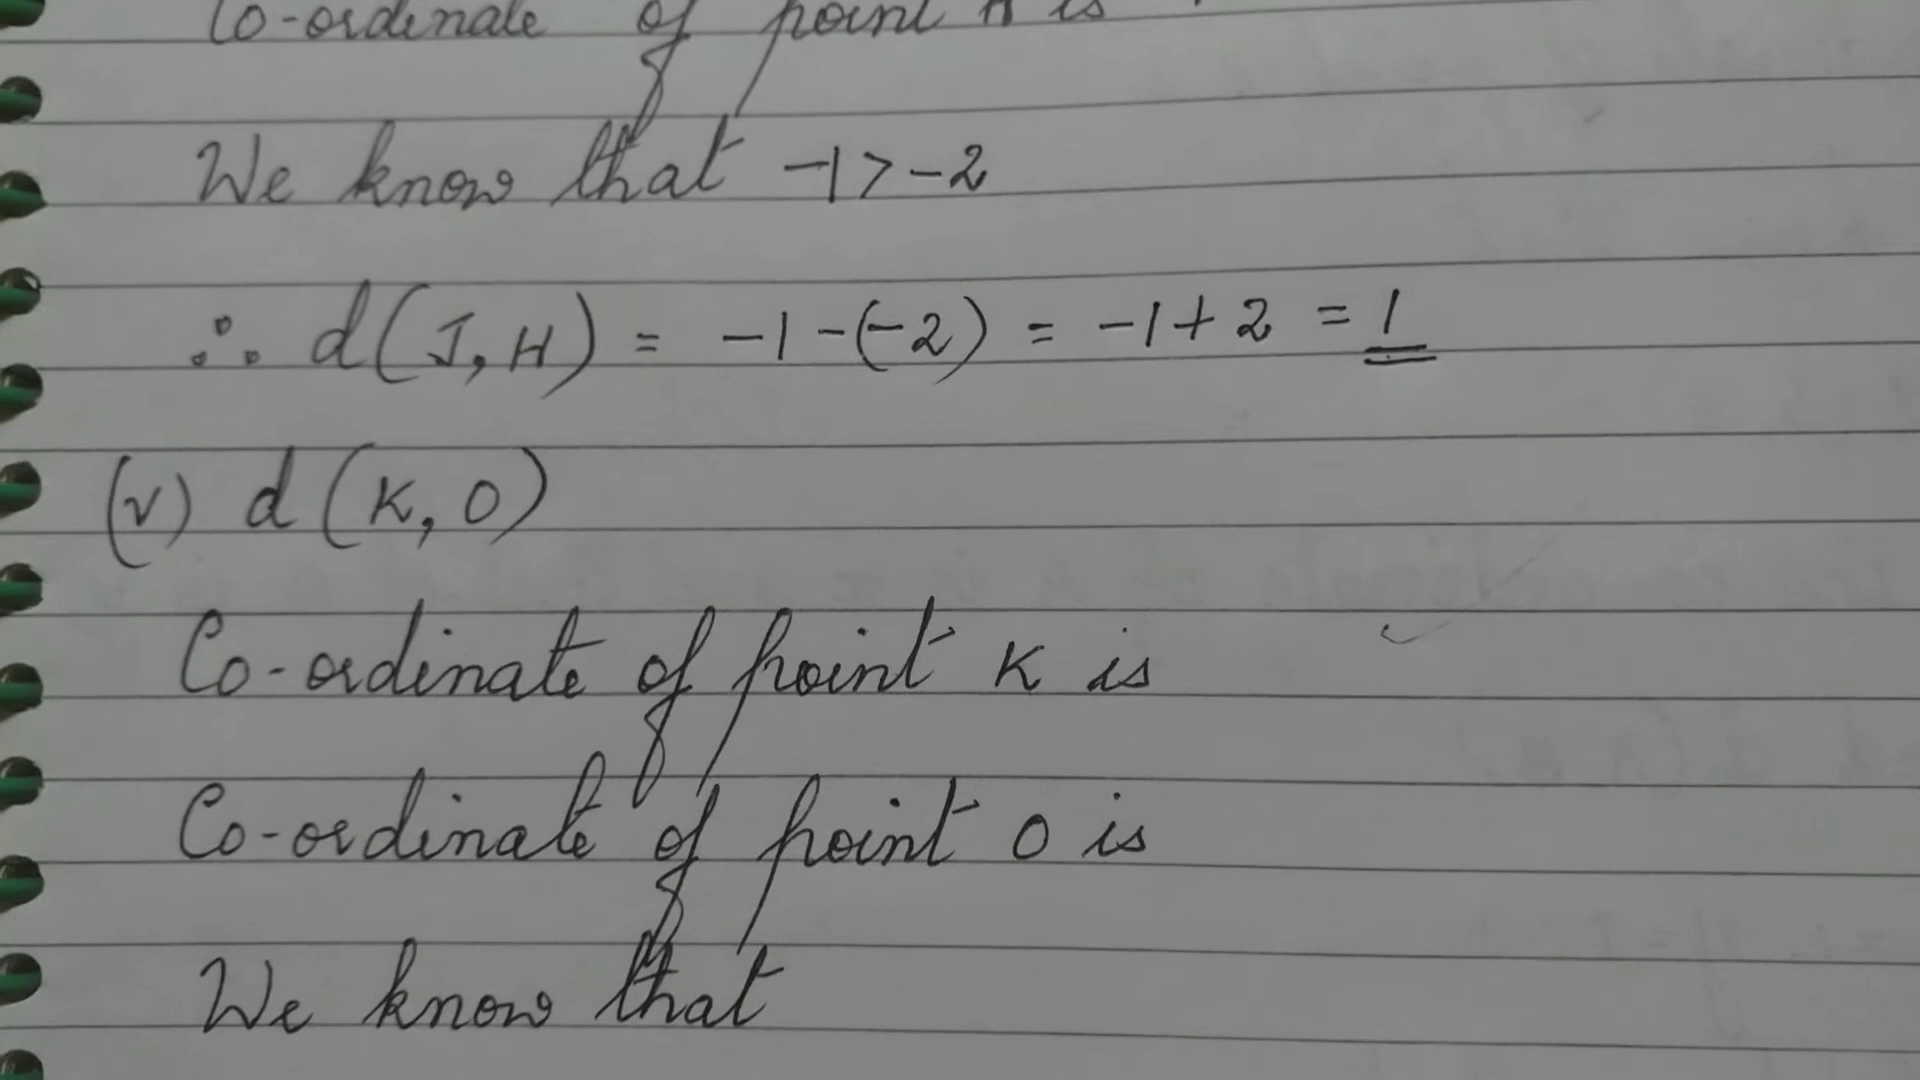 Co-ordinate of point H is
We know that -1 > -2
∴ d(J, H) = -1 - (-2) = -1 + 2 = 1
(v) d(K, O)
Co-ordinate of point K is
Co-ordinate of point O is
We know that